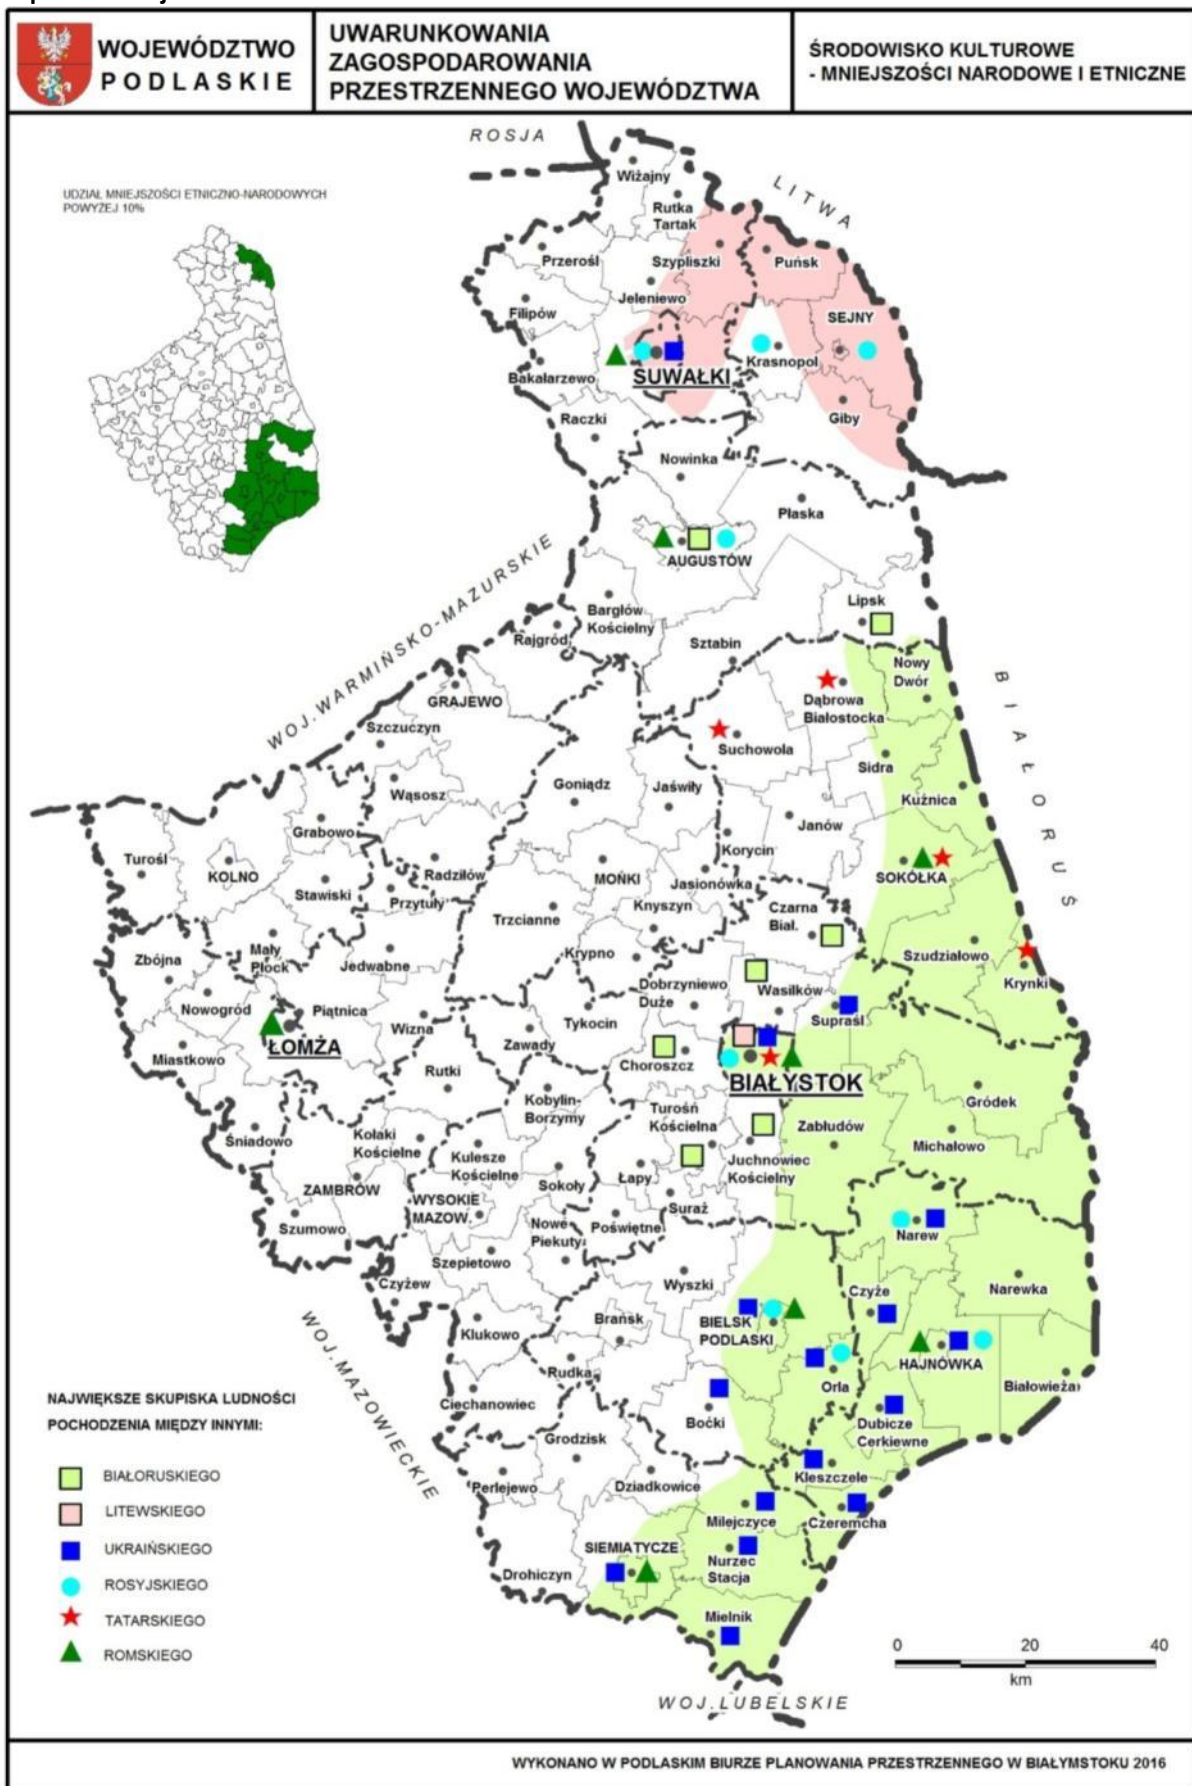 WOJEWÓDZTWO
PODLASKIE
UWARUNKOWANIA
ZAGOSPODAROWANIA
PRZESTRZENNEGO WOJEWÓDZTWA
ŚRODOWISKO KULTUROWE
- MNIEJSZOŚCI NARODOWE I ETNICZNE
ROSJA
LITWA
UDZIAŁ MNIEJSZOŚCI ETNICZNO-NARODOWYCH
POWYŻEJ 10%
Wiżajny
Rutka
Tartak
Przerośl
Szypliszki
Puńsk
Jeleniewo
Filipów
SEJNY
Krasnopol
Bakałarzewo
SUWAŁKI
Giby
Raczki
Nowinka
Płaska
AUGUSTÓW
WOJ.WARMIŃSKO-MAZURSKIE
Lipsk
Bargłów
Kościelny
Rajgród
Sztabin
Nowy
Dwór
BIAŁORUŚ
GRAJEWO
Dąbrowa
Białostocka
Szczuczyn
Suchowola
Sidra
Goniądz
Jaświły
Wąsosz
Kuźnica
Janów
Grabowo
Korycin
Turośl
KOLNO
Radziłów
MOŃKI
Jasionówka
SOKÓŁKA
Stawiski
Przytuły
Trzcianne
Knyszyn
Czarna
Biał.
Mały
Płock
Zbójna
Jedwabne
Krypno
Szudziałowo
Krynki
Dobrzyniewo
Duże
Wasilków
Nowogród
Piątnica
Wizna
Tykocin
Supraśl
ŁOMŻA
Zawady
Miastkowo
Rutki
Choroszcz
BIAŁYSTOK
Kobylin-
Borzymy
Turośń
Kościelna
Gródek
Zabłudów
Michałowo
Śniadowo
Kołaki
Kościelne
Kulesze
Kościelne
Juchnowiec
Kościelny
Łapy
Sokoły
ZAMBRÓW
WYSOKIE
MAZOW.
Suraż
Szumowo
Nowe
Piekuty
Poświętne
Narew
Szepietowo
Wyszki
Czyżew
Czyże
Narewka
Klukowo
Brańsk
BIELSK
PODLASKI
HAJNÓWKA
Rudka
Orla
Białowieża
Ciechanowiec
Boćki
Dubicze
Cerkiewne
WOJ.MAZOWIECKIE
Grodzisk
Kleszczele
Perlejewo
Dziadkowice
Milejczyce
Czeremcha
SIEMIATYCZE
Nurzec
Stacja
Drohiczyn
Mielnik
NAJWIĘKSZE SKUPISKA LUDNOŚCI
POCHODZENIA MIĘDZY INNYMI:
BIAŁORUSKIEGO
LITEWSKIEGO
UKRAIŃSKIEGO
ROSYJSKIEGO
TATARSKIEGO
ROMSKIEGO
0 20 40
km
WOJ.LUBELSKIE
WYKONANO W PODLASKIM BIURZE PLANOWANIA PRZESTRZENNEGO W BIAŁYMSTOKU 2016